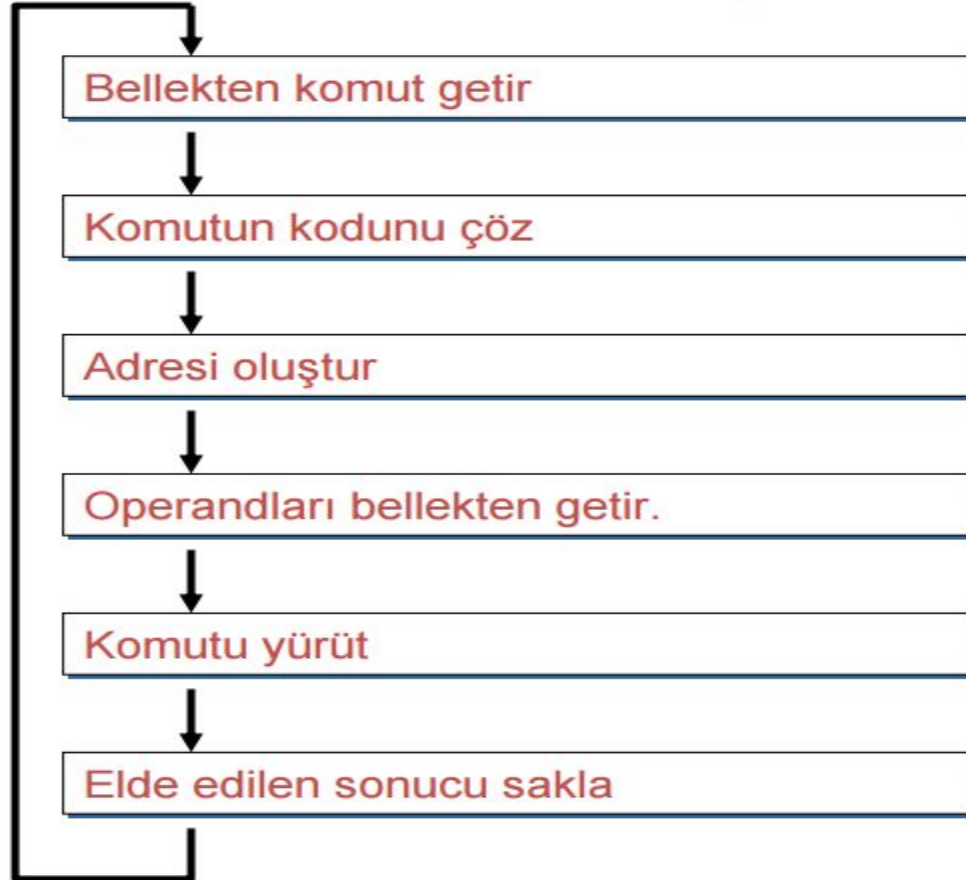 Bellekten komut getir
Komutun kodunu çöz
Adresi oluştur
Operandları bellekten getir.
Komutu yürüt
Elde edilen sonucu sakla